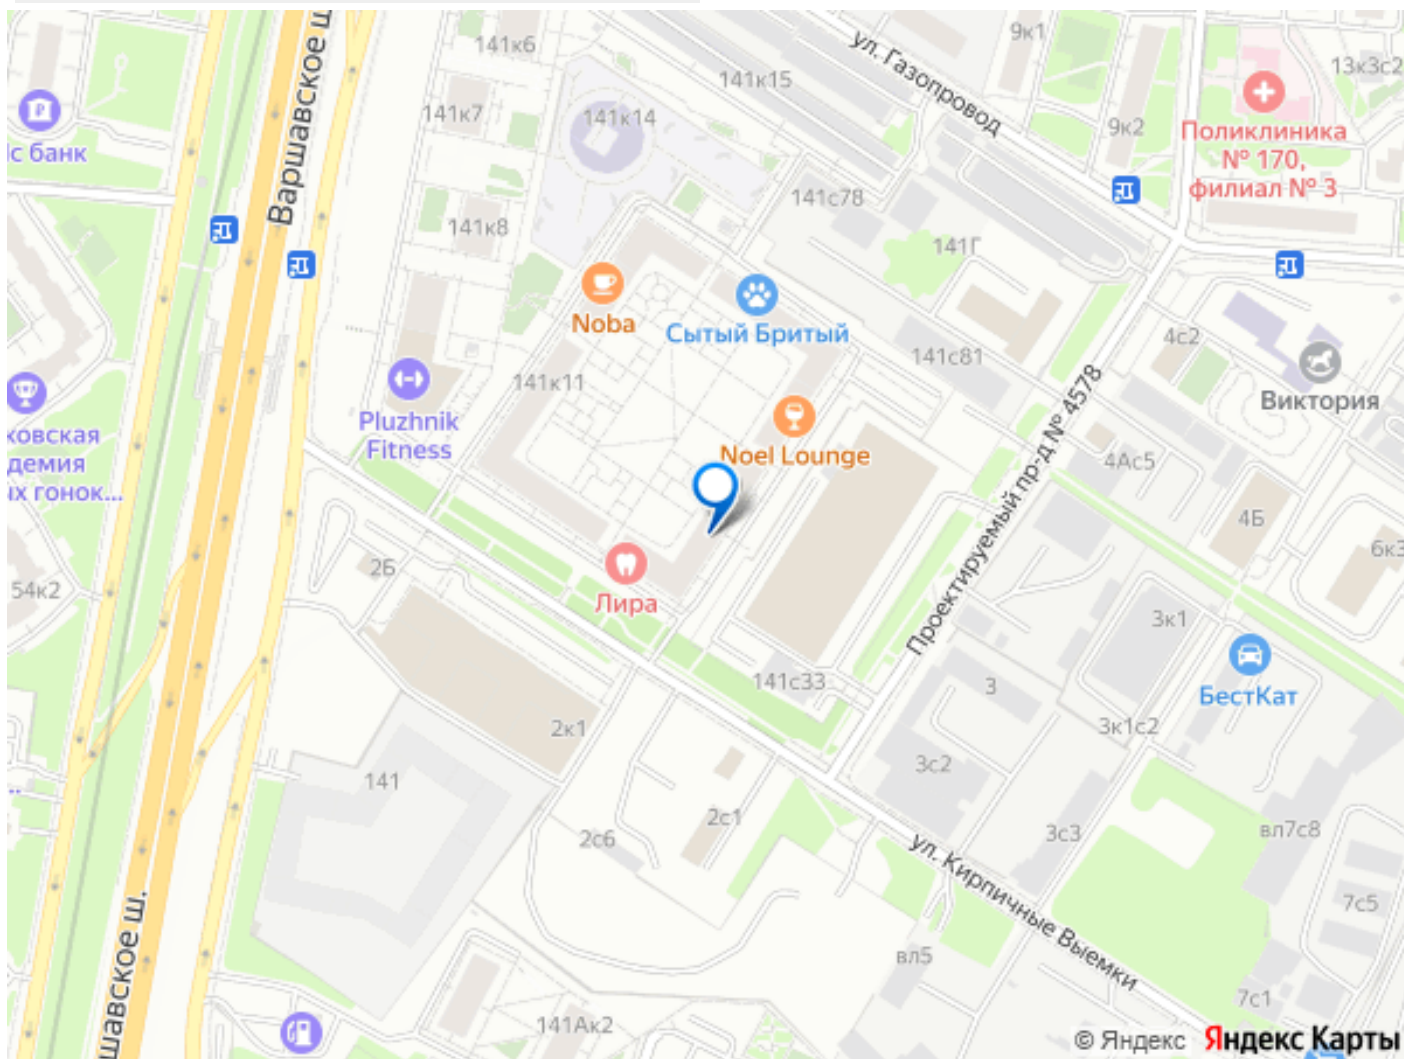 141к6
Варшавское ш.
ул. Газопровод
9к1
13к3с2
141к15
141к7
141к14
9к2
Поликлиника
№ 170,
филиал № 3
lс банк
141с78
141к8
141Г
Noba
Сытый Бритый
4с2
141с81
141к11
Виктория
Pluzhnik
Fitness
Проектируемый пр-д № 4578
ховская
демия
ых гонок...
Noel Lounge
4Ас5
4Б
6к3
2Б
54к2
Лира
3к1
141с33
3
БестКат
2к1
3к1с2
141
3с2
2с1
2с6
3с3
вл7с8
ул. Кирпичные Выемки
7с5
шавское ш.
вл5
7с1
141Ак2
© Яндекс Яндекс Карты